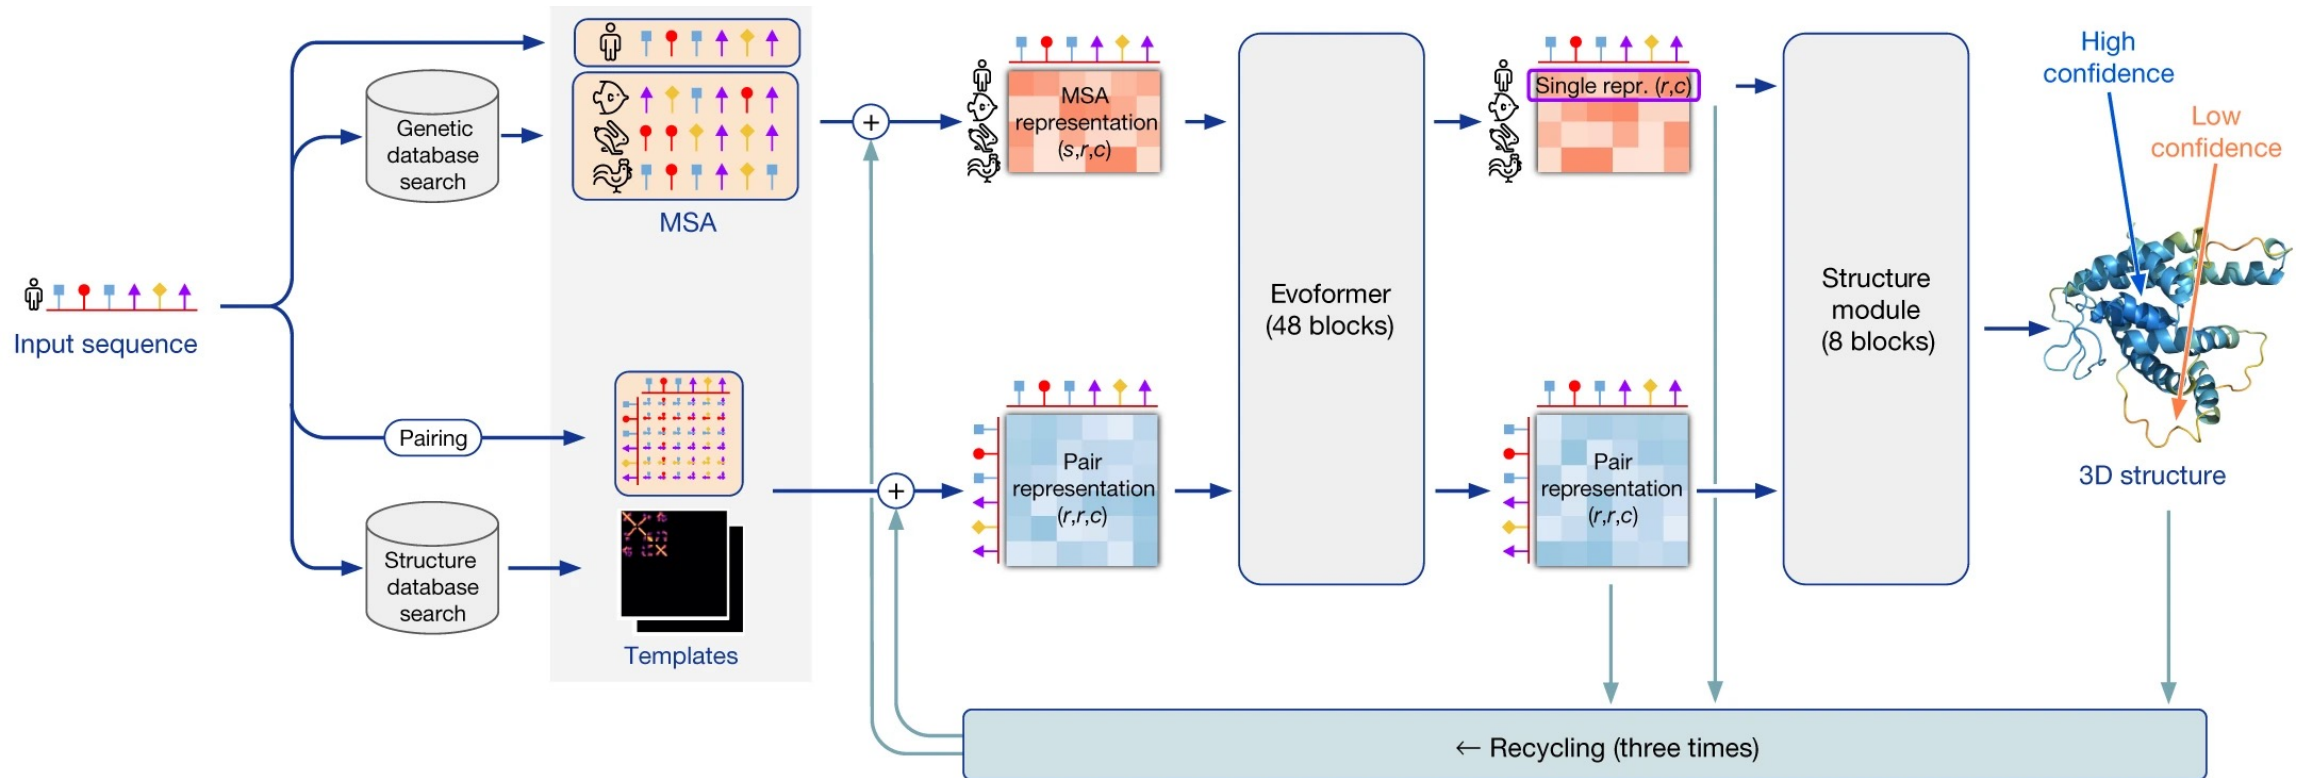 Input sequence
Genetic
database
search
MSA
Pairing
Structure
database
search
Templates
+
+
MSA
representation
(s,r,c)
Pair
representation
(r,r,c)
Evoformer
(48 blocks)
Single repr. (r,c)
Pair
representation
(r,r,c)
Structure
module
(8 blocks)
High
confidence
Low
confidence
3D structure
← Recycling (three times)